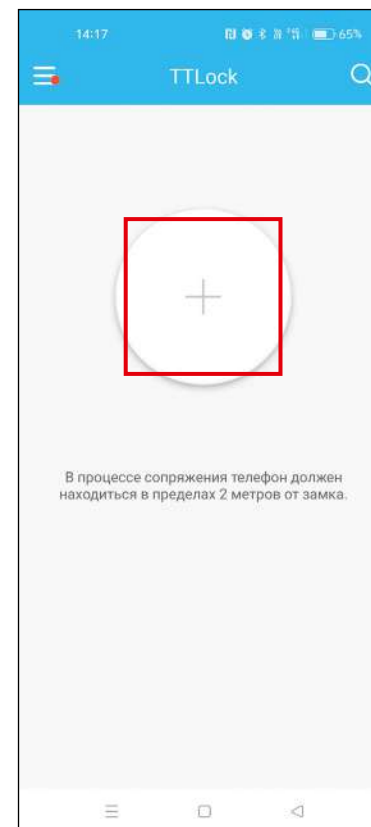 14:17
65%
TTLock
В процессе сопряжения телефон должен
находиться в пределах 2 метров от замка.